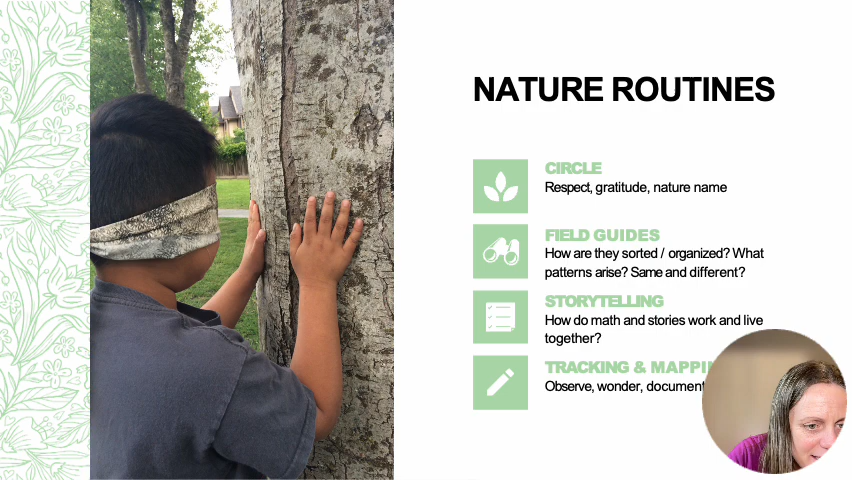 NATURE ROUTINES
CIRCLE
Respect, gratitude, nature name
FIELD GUIDES
How are they sorted / organized? What
patterns arise? Same and different?
STORYTELLING
How do math and stories work and live
together?
TRACKING & MAPPIN
Observe, wonder, document